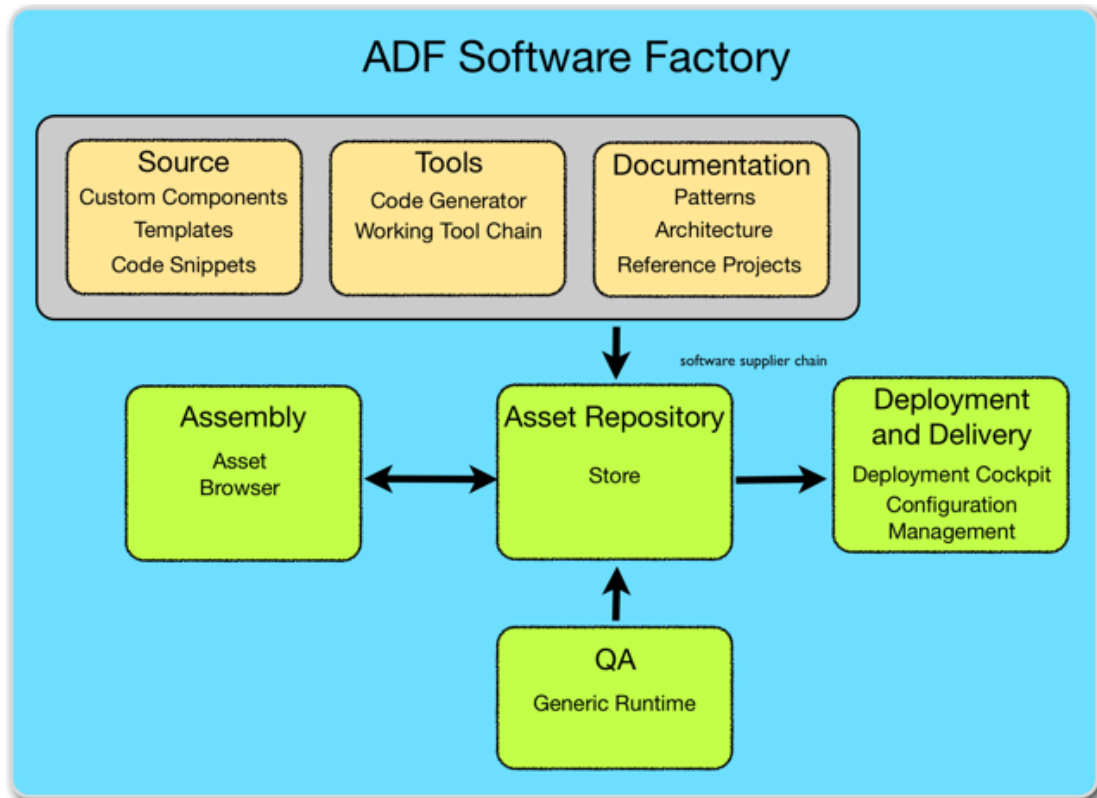 ADF Software Factory
Source
Custom Components
Templates
Code Snippets
Tools
Code Generator
Working Tool Chain
Documentation
Patterns
Architecture
Reference Projects
software supplier chain
Assembly
Asset
Browser
Asset Repository
Store
Deployment
and Delivery
Deployment Cockpit
Configuration
Management
QA
Generic Runtime